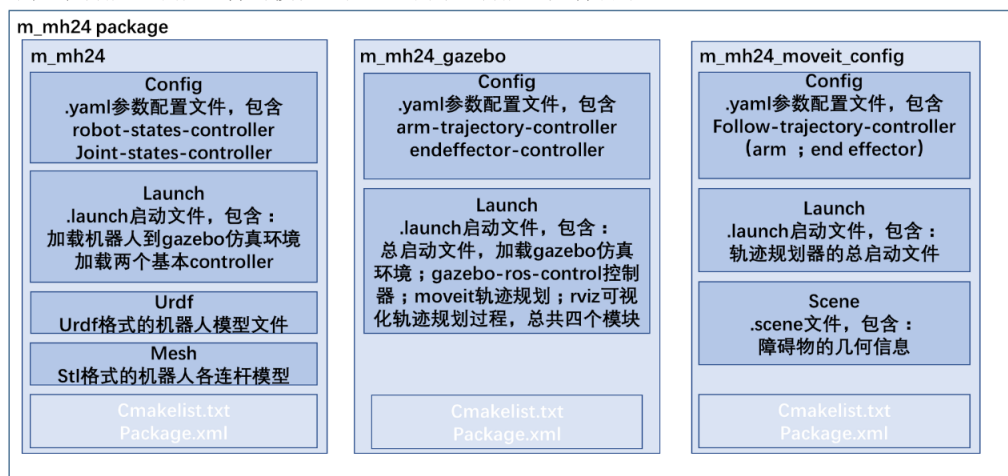 m_mh24 package
m_mh24
Config
.yaml参数配置文件，包含
robot-states-controller
Joint-states-controller
Launch
.launch启动文件，包含：
加载机器人到gazebo仿真环境
加载两个基本controller
Urdf
Urdf格式的机器人模型文件
Mesh
Stl格式的机器人各连杆模型
Cmakelist.txt
Package.xml
m_mh24_gazebo
Config
.yaml参数配置文件，包含
arm-trajectory-controller
endeffector-controller
Launch
.launch启动文件，包含：
总启动文件，加载gazebo仿真
环境；gazebo-ros-control控制
器；moveit轨迹规划；rviz可视
化轨迹规划过程，总共四个模块
Cmakelist.txt
Package.xml
m_mh24_moveit_config
Config
.yaml参数配置文件，包含
Follow-trajectory-controller
（arm ；end effector）
Launch
.launch启动文件，包含：
轨迹规划器的总启动文件
Scene
.scene文件，包含：
障碍物的几何信息
Cmakelist.txt
Package.xml